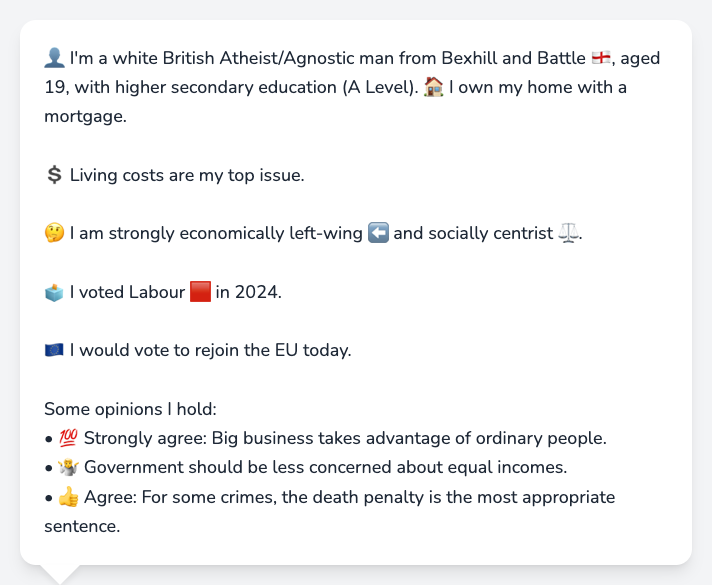 👤 I'm a white British Atheist/Agnostic man from Bexhill and Battle 🏴󠁧󠁢󠁥󠁮󠁧󠁿, aged
19, with higher secondary education (A Level). 🏠 I own my home with a
mortgage.
💲 Living costs are my top issue.
🤔 I am strongly economically left-wing ⬅️ and socially centrist ⚖️.
🗳️ I voted Labour 🟥 in 2024.
🇪🇺 I would vote to rejoin the EU today.
Some opinions I hold:
• 💯 Strongly agree: Big business takes advantage of ordinary people.
• 🤷 Government should be less concerned about equal incomes.
• 👍 Agree: For some crimes, the death penalty is the most appropriate
sentence.